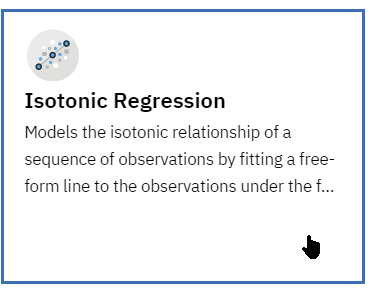 Isotonic Regression
Models the isotonic relationship of a
sequence of observations by fitting a free-
form line to the observations under the f...